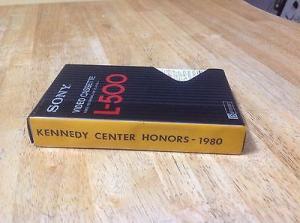 SONY
VIDEO CASSETTE
L-500
KENNEDY CENTER HONORS - 1980